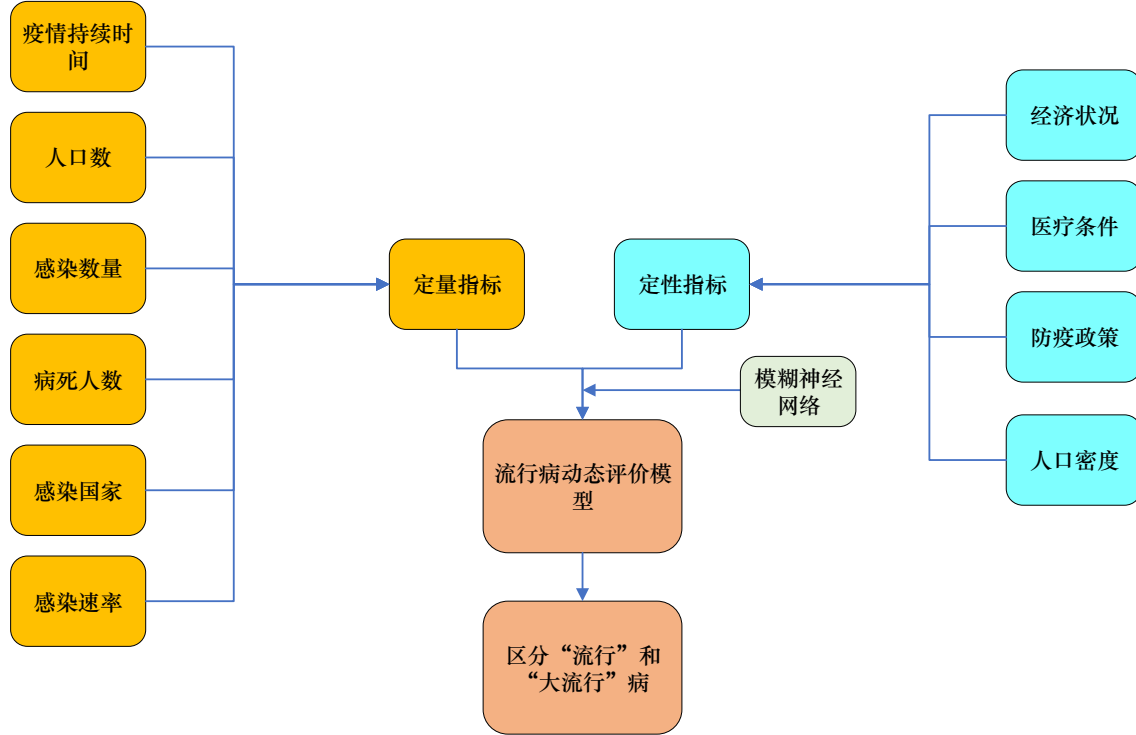 疫情持续时
间
人口数
感染数量
病死人数
感染国家
感染速率
定量指标
定性指标
模糊神经
网络
流行病动态评价模
型
区分“流行”和
“大流行”病
经济状况
医疗条件
防疫政策
人口密度